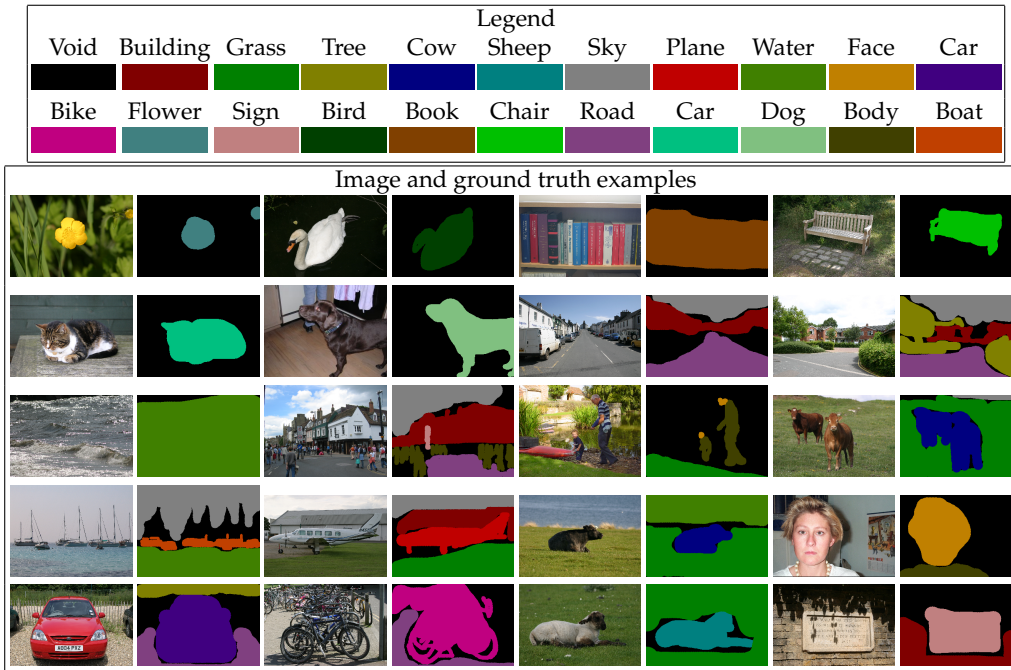 Legend
Void Building Grass Tree Cow Sheep Sky Plane Water Face Car
Bike Flower Sign Bird Book Chair Road Car Dog Body Boat
Image and ground truth examples